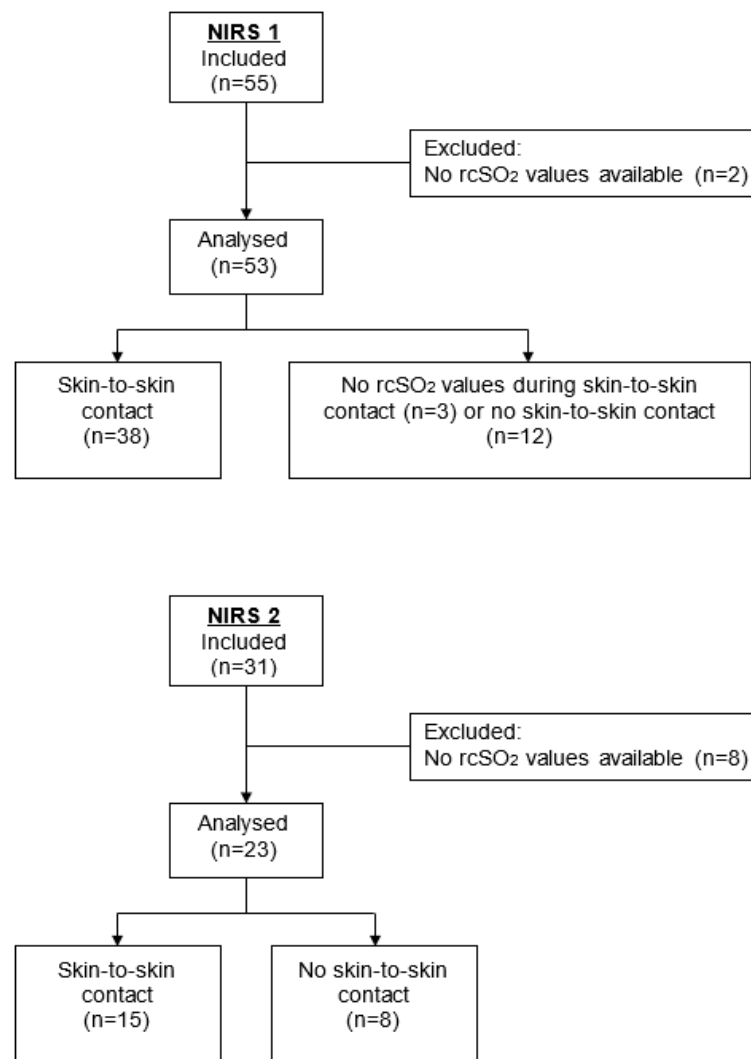 NIRS 1
Included
(n=55)
Excluded:
No rcSO₂ values available (n=2)
Analysed
(n=53)
Skin-to-skin
contact
(n=38)
No rcSO₂ values during skin-to-skin
contact (n=3) or no skin-to-skin contact
(n=12)
NIRS 2
Included
(n=31)
Excluded:
No rcSO₂ values available (n=8)
Analysed
(n=23)
Skin-to-skin
contact
(n=15)
No skin-to-skin
contact
(n=8)